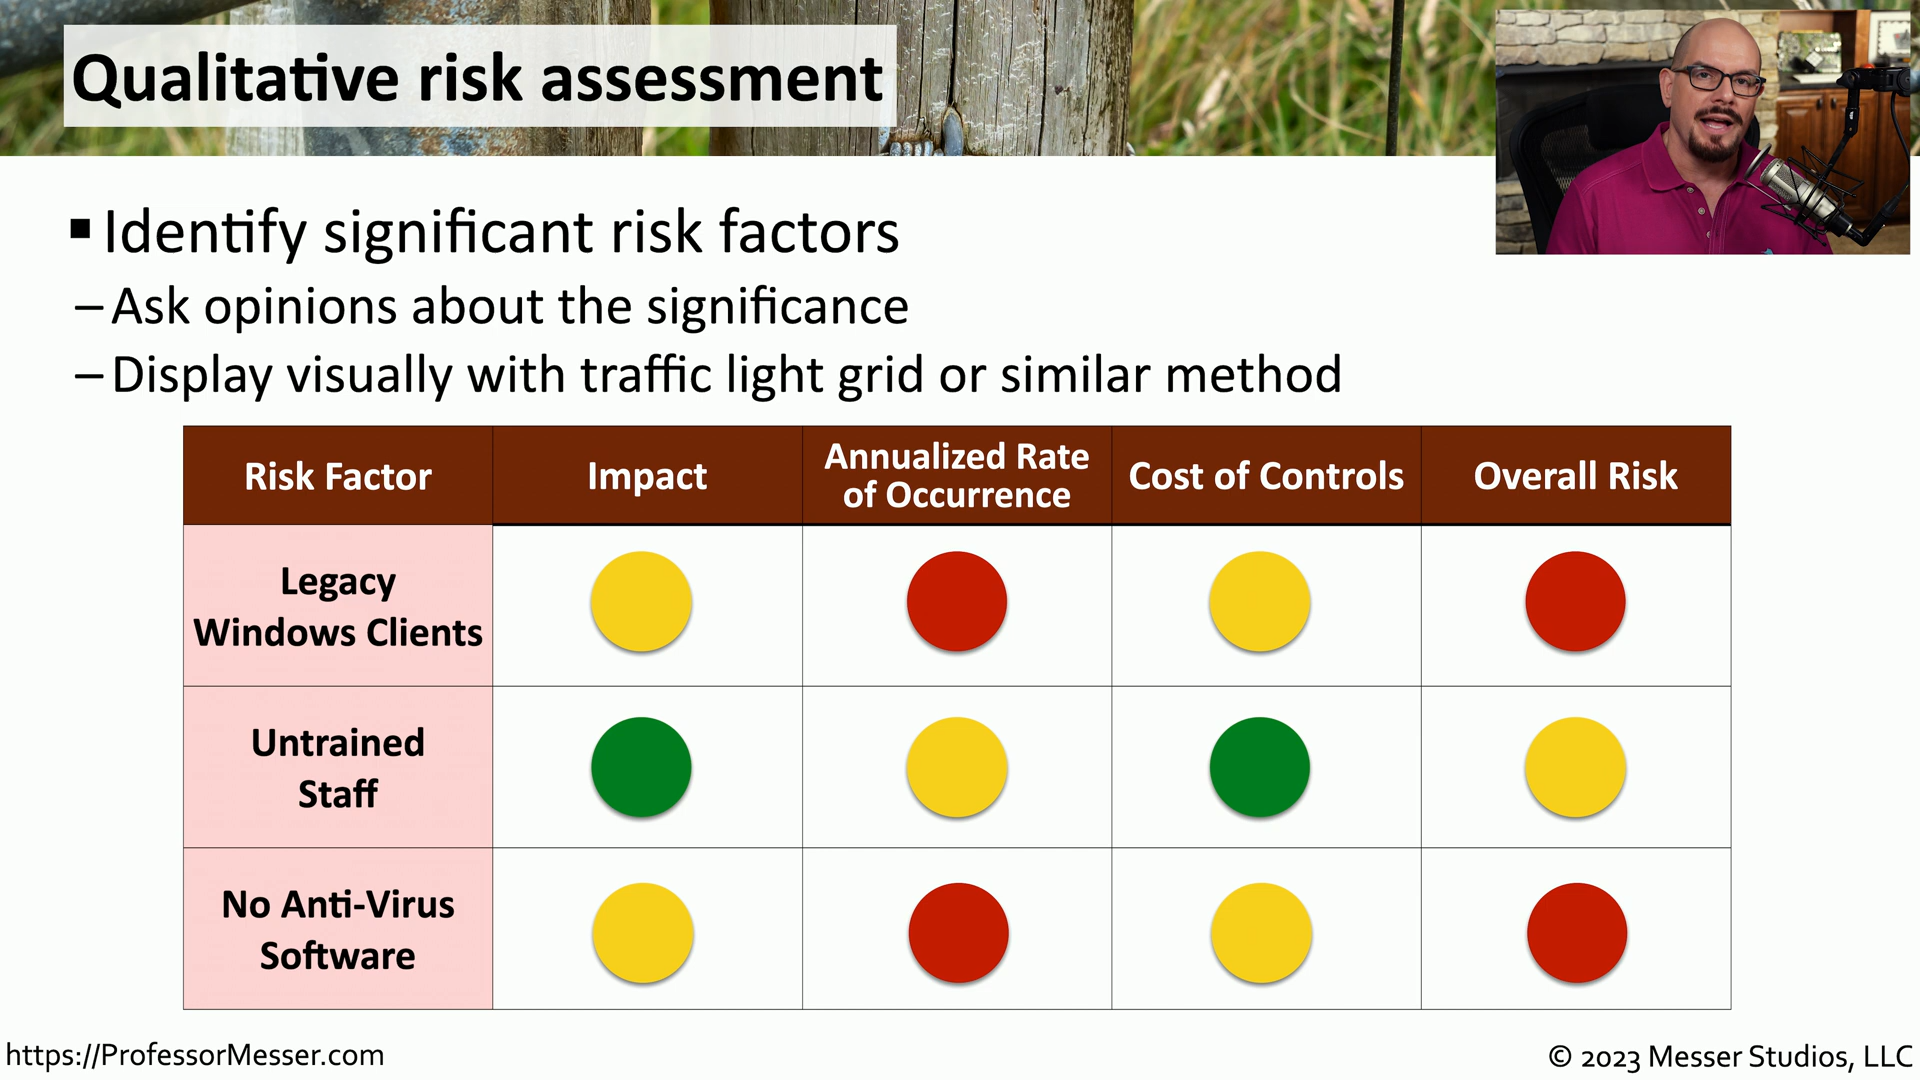 Qualitative risk assessment
▪ Identify significant risk factors
– Ask opinions about the significance
– Display visually with traffic light grid or similar method
Risk Factor
Impact
Annualized Rate
of Occurrence
Cost of Controls
Overall Risk
Legacy
Windows Clients
Untrained
Staff
No Anti-Virus
Software
https://ProfessorMesser.com
© 2023 Messer Studios, LLC